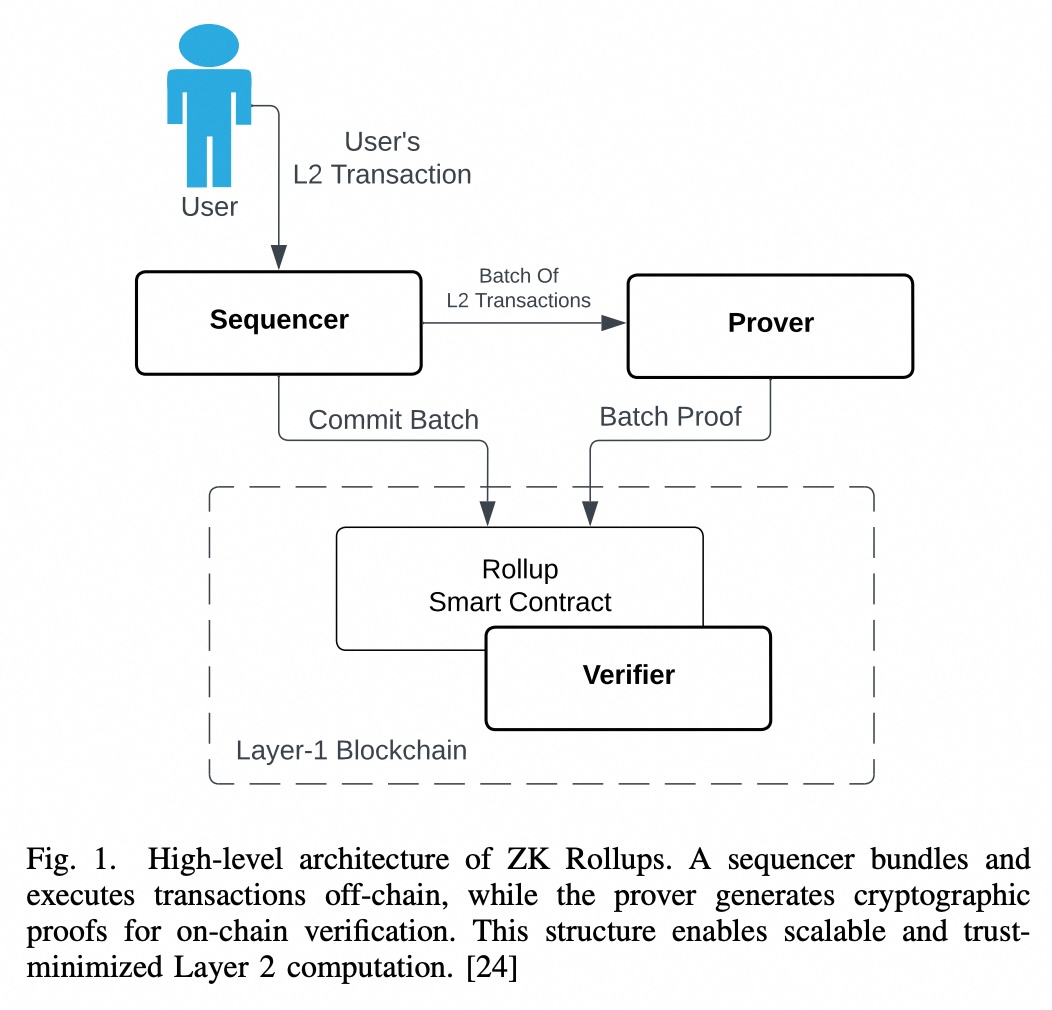 User's
L2 Transaction
User
Batch Of
L2 Transactions
Sequencer
Prover
Commit Batch
Batch Proof
Rollup
Smart Contract
Verifier
Layer-1 Blockchain
Fig. 1. High-level architecture of ZK Rollups. A sequencer bundles and
executes transactions off-chain, while the prover generates cryptographic
proofs for on-chain verification. This structure enables scalable and trust-
minimized Layer 2 computation. [24]